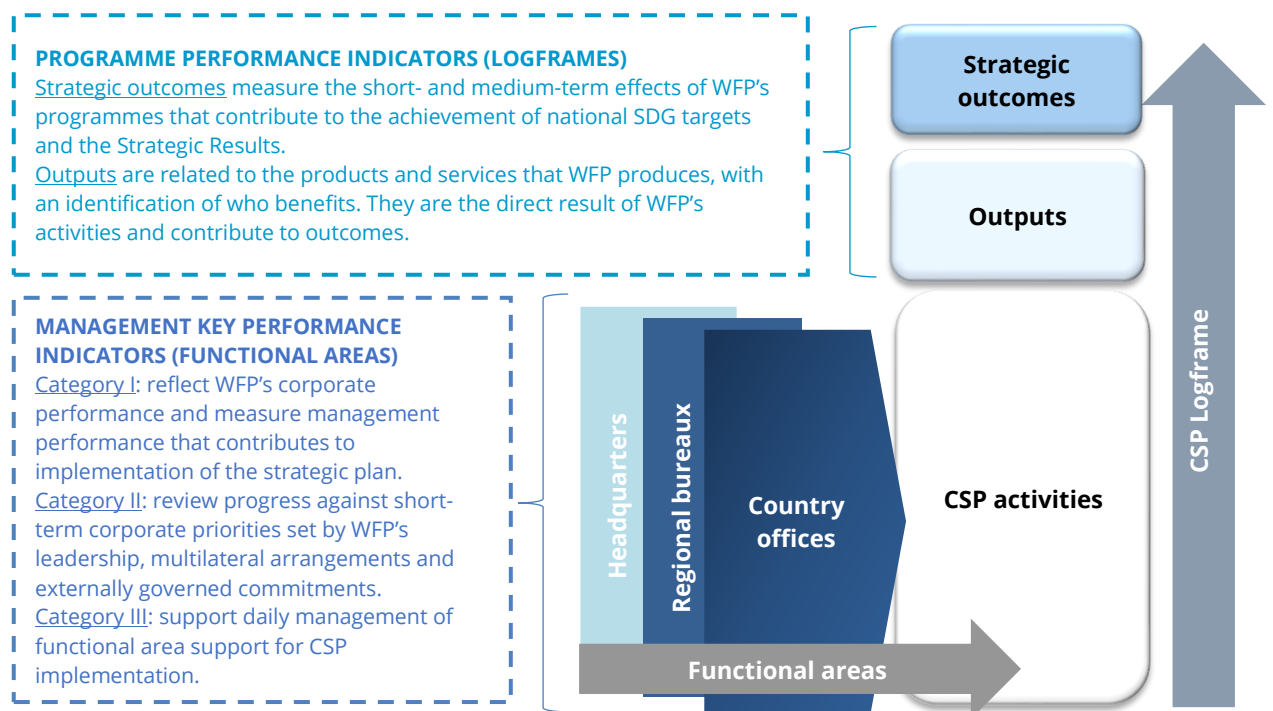 PROGRAMME PERFORMANCE INDICATORS (LOGFRAMES)
Strategic outcomes measure the short- and medium-term effects of WFP's
programmes that contribute to the achievement of national SDG targets
and the Strategic Results.
Outputs are related to the products and services that WFP produces, with
an identification of who benefits. They are the direct result of WFP's
activities and contribute to outcomes.
Strategic
outcomes
Outputs
MANAGEMENT KEY PERFORMANCE
INDICATORS (FUNCTIONAL AREAS)
Category I: reflect WFP's corporate
performance and measure management
performance that contributes to
implementation of the strategic plan.
Category II: review progress against short-
term corporate priorities set by WFP's
leadership, multilateral arrangements and
externally governed commitments.
Category III: support daily management of
functional area support for CSP
implementation.
Headquarters
Regional bureaux
Country
offices
CSP activities
Functional areas
CSP Logframe